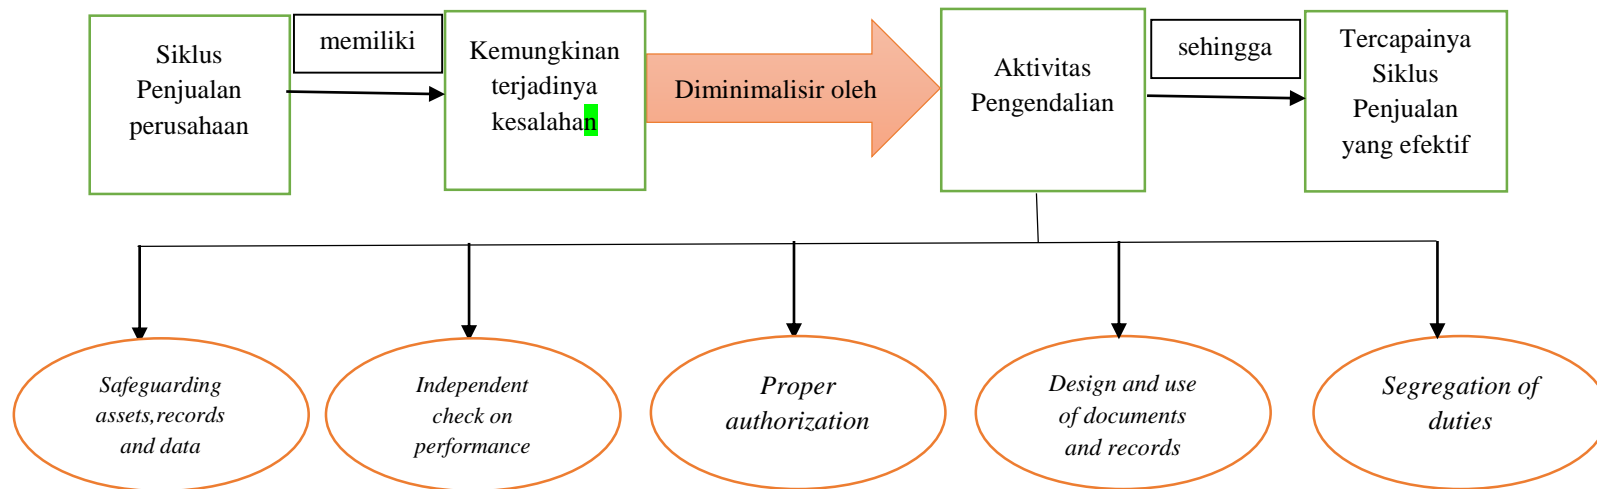 Siklus
Penjualan
perusahaan
memiliki
Kemungkinan
terjadinya
kesalahan
Diminimalisir oleh
Aktivitas
Pengendalian
sehingga
Tercapainya
Siklus
Penjualan
yang efektif
Safeguarding
assets,records
and data
Independent
check on
performance
Proper
authorization
Design and use
of documents
and records
Segregation of
duties